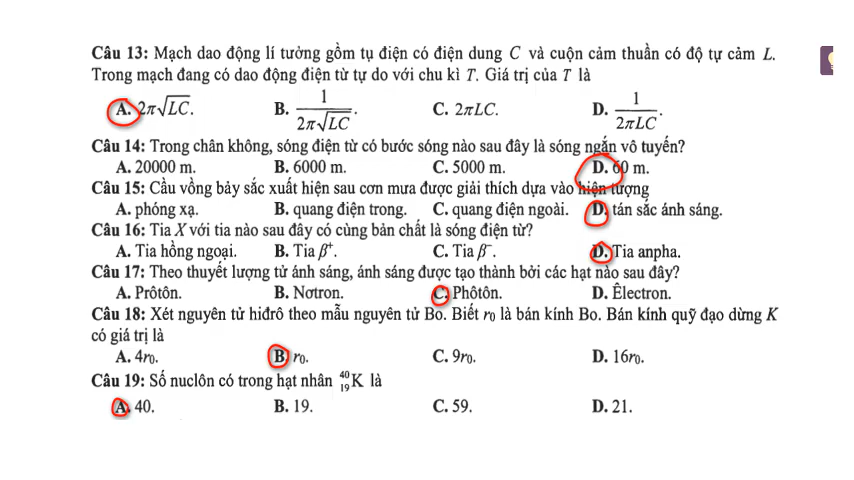 Câu 13: Mạch dao động lí tưởng gồm tụ điện có điện dung C và cuộn cảm thuần có độ tự cảm L.
Trong mạch đang có dao động điện từ tự do với chu kì T. Giá trị của T là
A. 2π√LC. B. 1/(2π√LC). C. 2πLC. D. 1/(2πLC).
Câu 14: Trong chân không, sóng điện từ có bước sóng nào sau đây là sóng ngắn vô tuyến?
A. 20000 m. B. 6000 m. C. 5000 m. D. 60 m.
Câu 15: Cầu vồng bảy sắc xuất hiện sau cơn mưa được giải thích dựa vào hiện tượng
A. phóng xạ. B. quang điện trong. C. quang điện ngoài. D. tán sắc ánh sáng.
Câu 16: Tia X với tia nào sau đây có cùng bản chất là sóng điện từ?
A. Tia hồng ngoại. B. Tia β⁺. C. Tia β⁻. D. Tia anpha.
Câu 17: Theo thuyết lượng tử ánh sáng, ánh sáng được tạo thành bởi các hạt nào sau đây?
A. Prôtôn. B. Nơtron. C. Phôtôn. D. Êlectron.
Câu 18: Xét nguyên tử hiđrô theo mẫu nguyên tử Bo. Biết r₀ là bán kính Bo. Bán kính quỹ đạo dừng K
có giá trị là
A. 4r₀. B. r₀. C. 9r₀. D. 16r₀.
Câu 19: Số nuclôn có trong hạt nhân ⁴⁰₁₉K là
A. 40. B. 19. C. 59. D. 21.